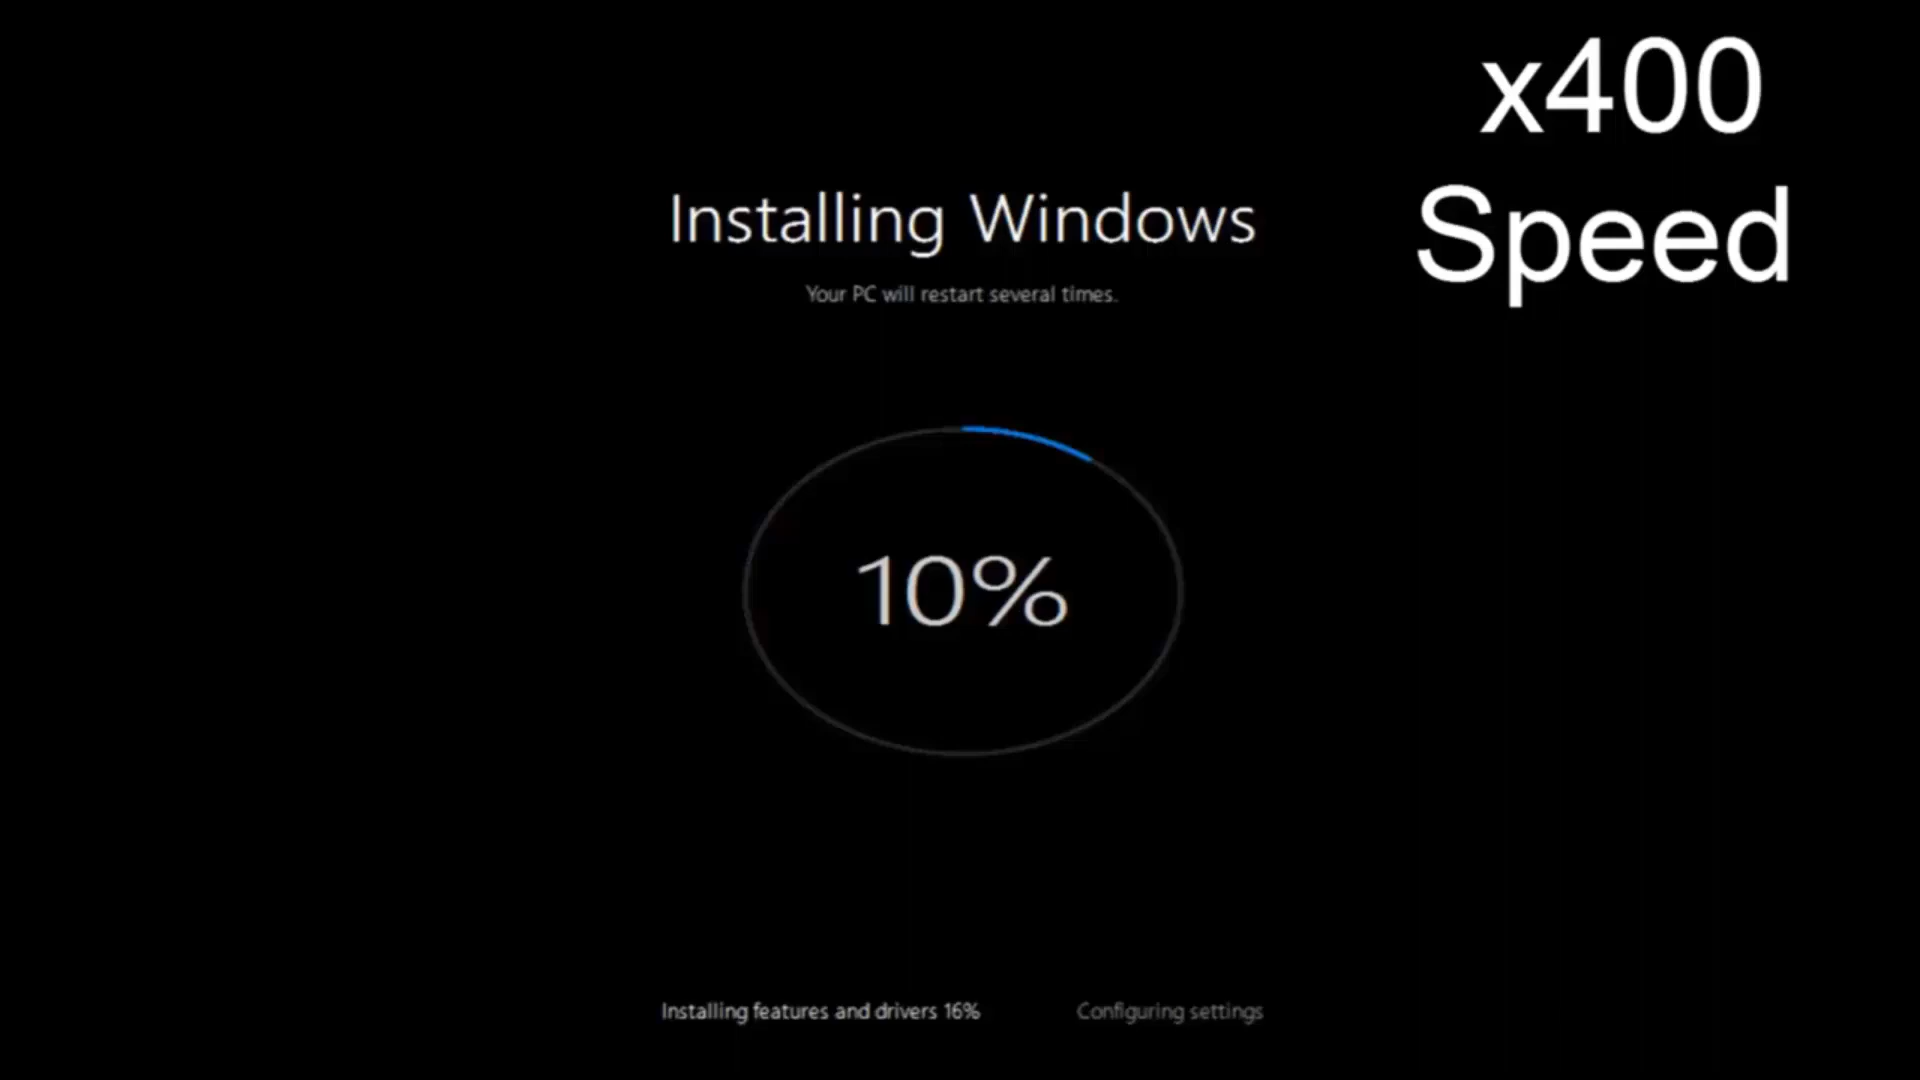 x400
Speed
Installing Windows
Your PC will restart several times.
10%
Installing features and drivers 16%
Configuring settings